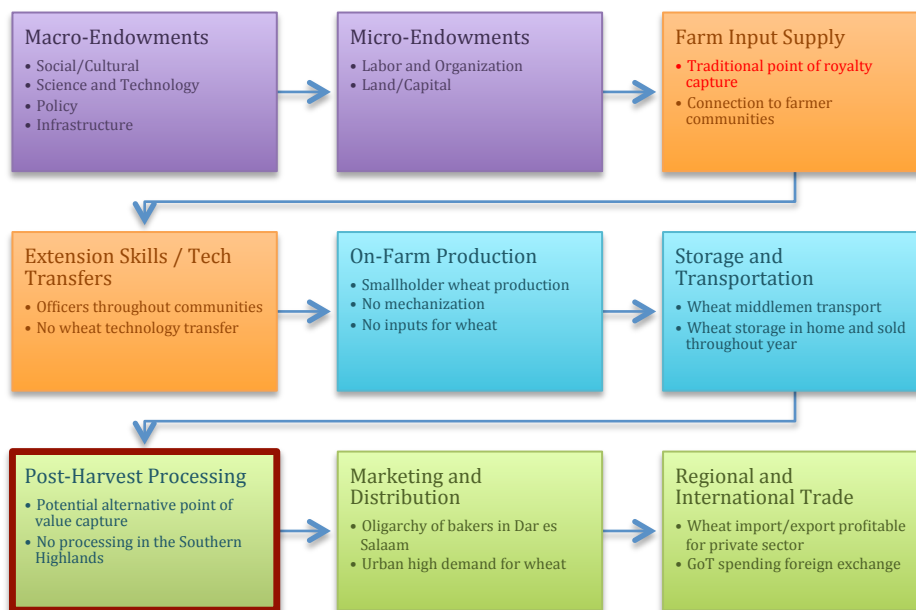 Macro-Endowments
• Social/Cultural
• Science and Technology
• Policy
• Infrastructure
Micro-Endowments
• Labor and Organization
• Land/Capital
Farm Input Supply
• Traditional point of royalty
capture
• Connection to farmer
communities
Extension Skills / Tech
Transfers
• Officers throughout communities
• No wheat technology transfer
On-Farm Production
• Smallholder wheat production
• No mechanization
• No inputs for wheat
Storage and
Transportation
• Wheat middlemen transport
• Wheat storage in home and sold
throughout year
Post-Harvest Processing
• Potential alternative point of
value capture
• No processing in the Southern
Highlands
Marketing and
Distribution
• Oligarchy of bakers in Dar es
Salaam
• Urban high demand for wheat
Regional and
International Trade
• Wheat import/export profitable
for private sector
• GoT spending foreign exchange